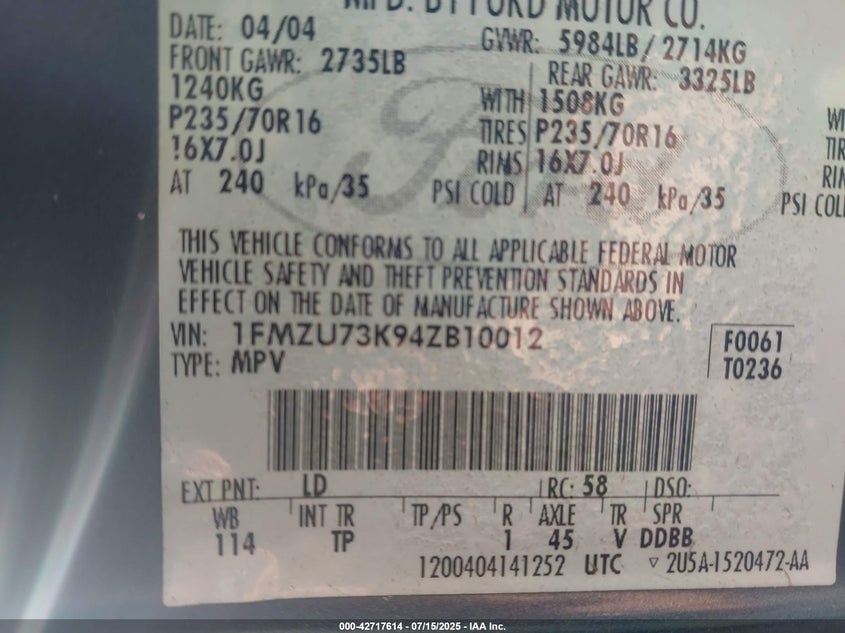 MFD. BY FORD MOTOR CO.
DATE: 04/04 GVWR: 5984LB/ 2714KG
FRONT GAWR: 2735LB REAR GAWR: 3325LB
1240KG WITH 1508KG WI
P235/70R16 TIRES P235/70R16 TIR
16X7.0J RIMS 16X7.0J RIN
AT 240 kPa/35 PSI COLD AT 240 kPa/35 PSI COL
THIS VEHICLE CONFORMS TO ALL APPLICABLE FEDERAL MOTOR
VEHICLE SAFETY AND THEFT PREVENTION STANDARDS IN
EFFECT ON THE DATE OF MANUFACTURE SHOWN ABOVE.
VIN: 1FMZU73K94ZB10012 F0061
TYPE: MPV T0236
EXT PNT: LD RC: 58 DSO:
WB INT TR TP/PS R AXLE TR SPR
114 TP 1 45 V DDBB
1200404141252 UTC ▿ 2U5A-1520472-AA
000-42717614 - 07/15/2025 - IAA Inc.